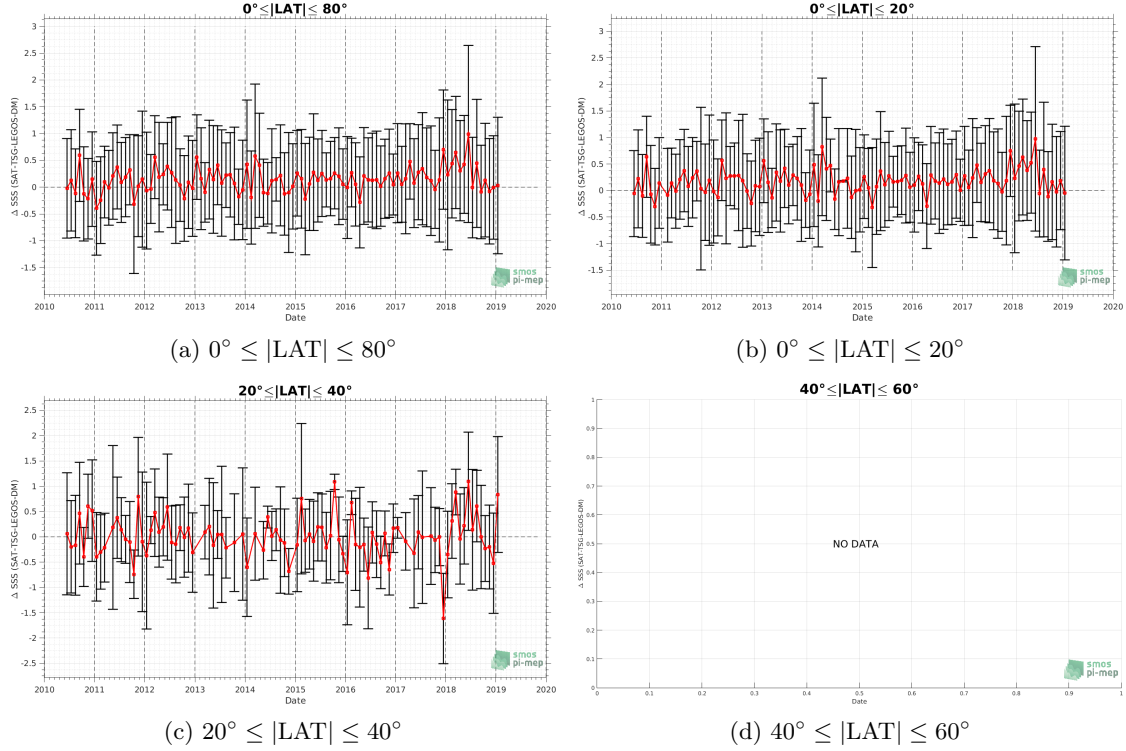 0°≤|LAT|≤ 80°
Δ SSS (SAT-TSG-LEGOS-DM)
3
2.5
2
1.5
1
0.5
0
-0.5
-1
-1.5
2010 2011 2012 2013 2014 2015 2016 2017 2018 2019 2020
Date
smos
pi-mep
(a) 0° ≤ |LAT| ≤ 80°
0°≤|LAT|≤ 20°
Δ SSS (SAT-TSG-LEGOS-DM)
3
2.5
2
1.5
1
0.5
0
-0.5
-1
-1.5
2010 2011 2012 2013 2014 2015 2016 2017 2018 2019 2020
Date
smos
pi-mep
(b) 0° ≤ |LAT| ≤ 20°
20°≤|LAT|≤ 40°
Δ SSS (SAT-TSG-LEGOS-DM)
2.5
2
1.5
1
0.5
0
-0.5
-1
-1.5
-2
-2.5
2010 2011 2012 2013 2014 2015 2016 2017 2018 2019 2020
Date
smos
pi-mep
(c) 20° ≤ |LAT| ≤ 40°
40°≤|LAT|≤ 60°
Δ SSS (SAT-TSG-LEGOS-DM)
1
0.9
0.8
0.7
0.6
0.5
0.4
0.3
0.2
0.1
0
NO DATA
0 0.1 0.2 0.3 0.4 0.5 0.6 0.7 0.8 0.9 1
Date
smos
pi-mep
(d) 40° ≤ |LAT| ≤ 60°